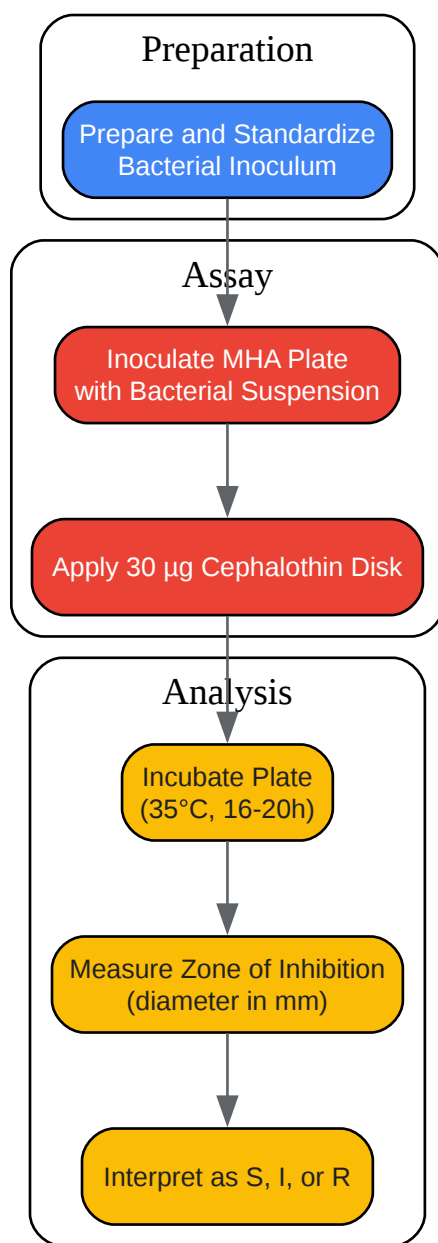 Preparation
Prepare and Standardize
Bacterial Inoculum
Assay
Inoculate MHA Plate
with Bacterial Suspension
Apply 30 µg Cephalothin Disk
Analysis
Incubate Plate
(35°C, 16-20h)
Measure Zone of Inhibition
(diameter in mm)
Interpret as S, I, or R